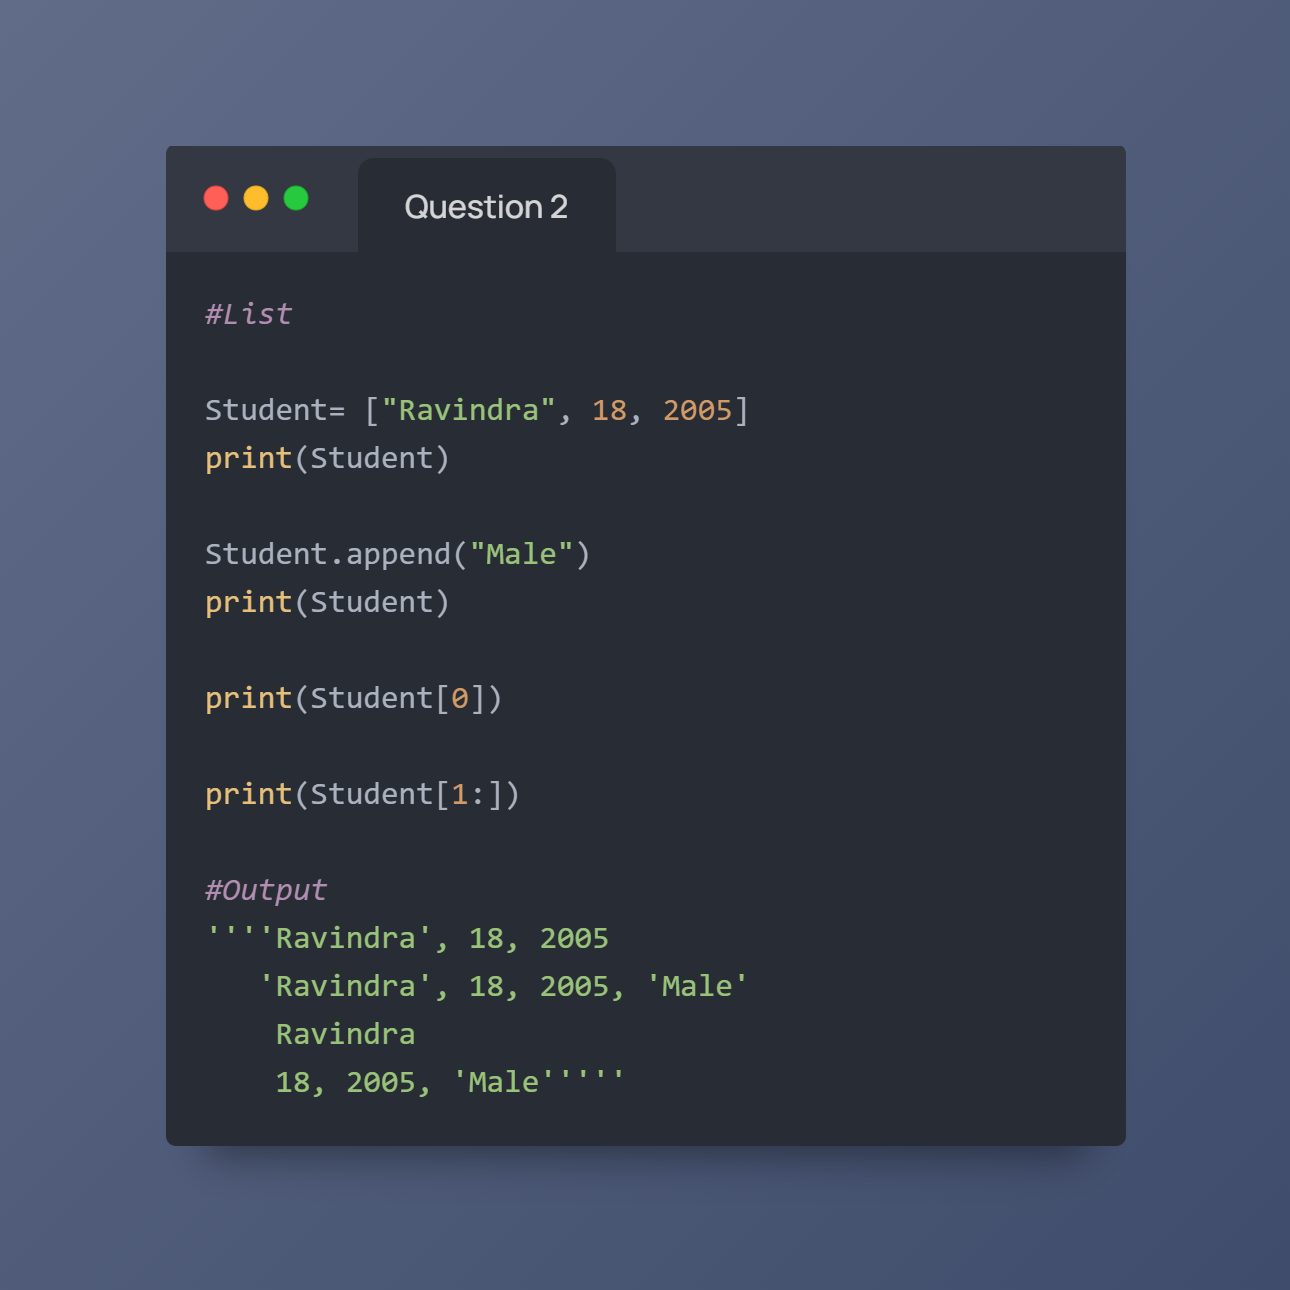 Question 2
#List
Student= ["Ravindra", 18, 2005]
print(Student)
Student.append("Male")
print(Student)
print(Student[0])
print(Student[1:])
#Output
''''Ravindra', 18, 2005
   'Ravindra', 18, 2005, 'Male'
    Ravindra
    18, 2005, 'Male'''''